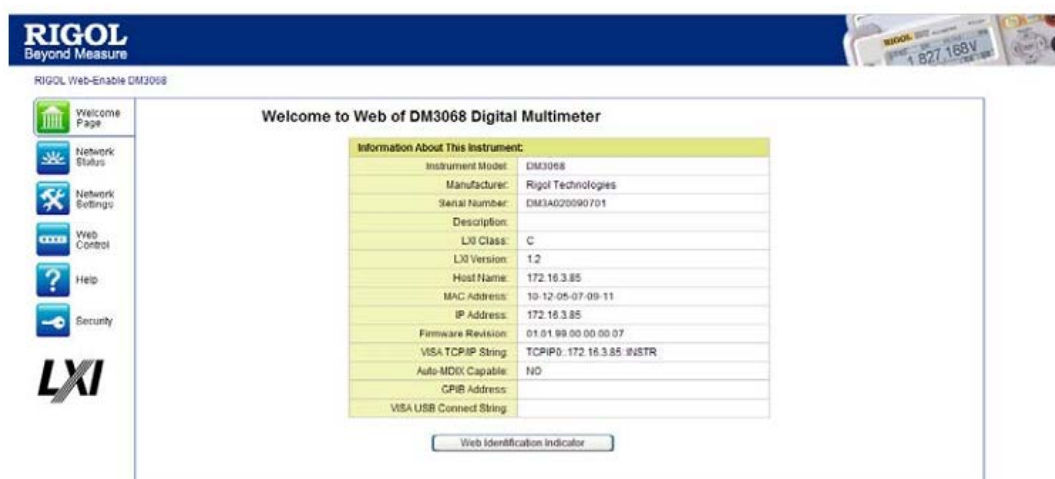 RIGOL
Beyond Measure
RIGOL
1.827,168V
RIGOL Web-Enable DM3068
Welcome Page
Network Status
Network Settings
Web Control
Help
Security
LXI
Welcome to Web of DM3068 Digital Multimeter
Information About This Instrument:
Instrument Model: DM3068
Manufacturer: Rigol Technologies
Serial Number: DM3A020090701
Description:
LXI Class: C
LXI Version: 1.2
Host Name: 172.16.3.85
MAC Address: 10-12-05-07-09-11
IP Address: 172.16.3.85
Firmware Revision: 01.01.99.00.00.00.07
VISA TCP/IP String: TCPIP0::172.16.3.85::INSTR
Auto-MDIX Capable: NO
GPIB Address:
VISA USB Connect String:
Web Identification Indicator